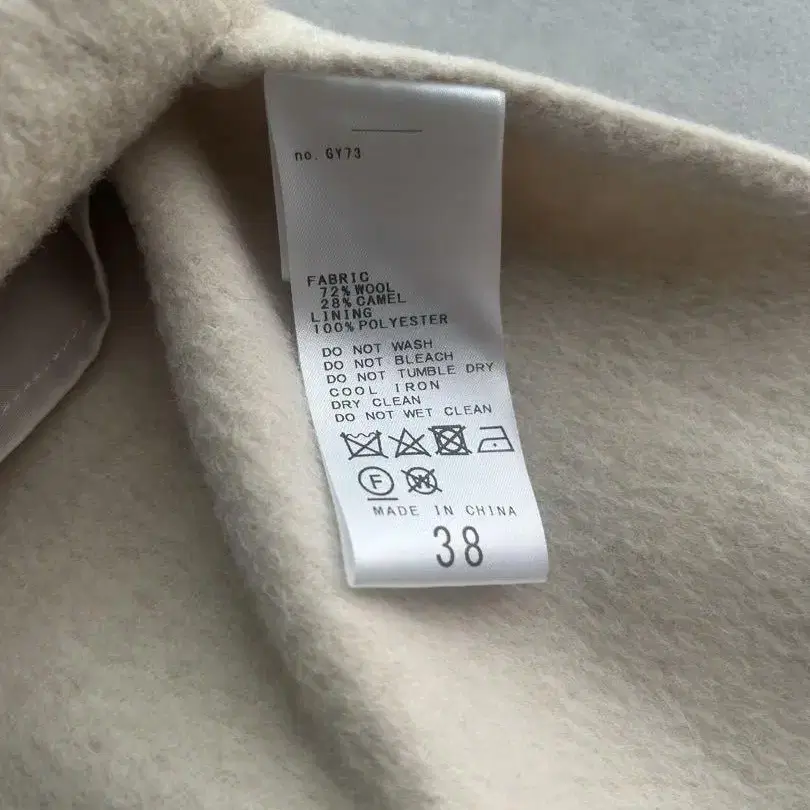 no. GY73
FABRIC
72% WOOL
28% CAMEL
LINING
100% POLYESTER
DO NOT WASH
DO NOT BLEACH
DO NOT TUMBLE DRY
COOL IRON
DRY CLEAN
DO NOT WET CLEAN
F W
MADE IN CHINA
38